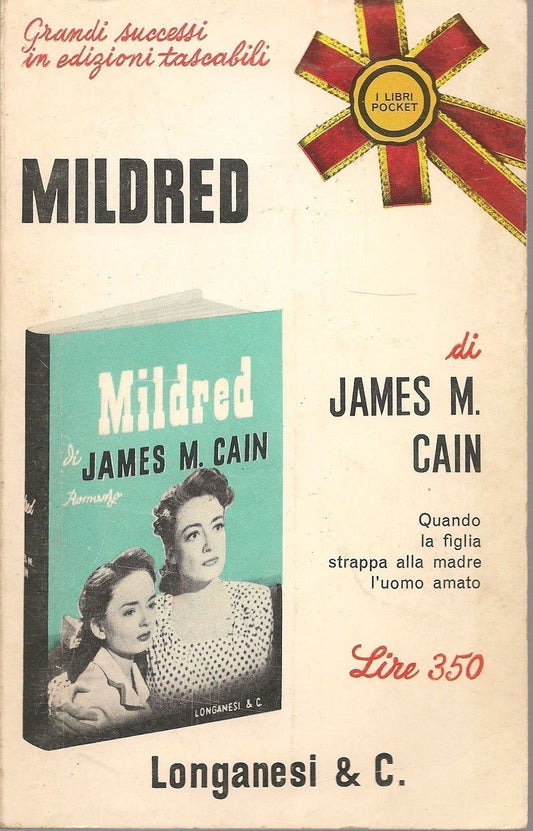 Grandi successi
in edizioni tascabili
I LIBRI
POCKET
MILDRED
Mildred
di JAMES M. CAIN
Romanzo
LONGANESI & C.
di
JAMES M.
CAIN
Quando
la figlia
strappa alla madre
l'uomo amato
Lire 350
Longanesi & C.